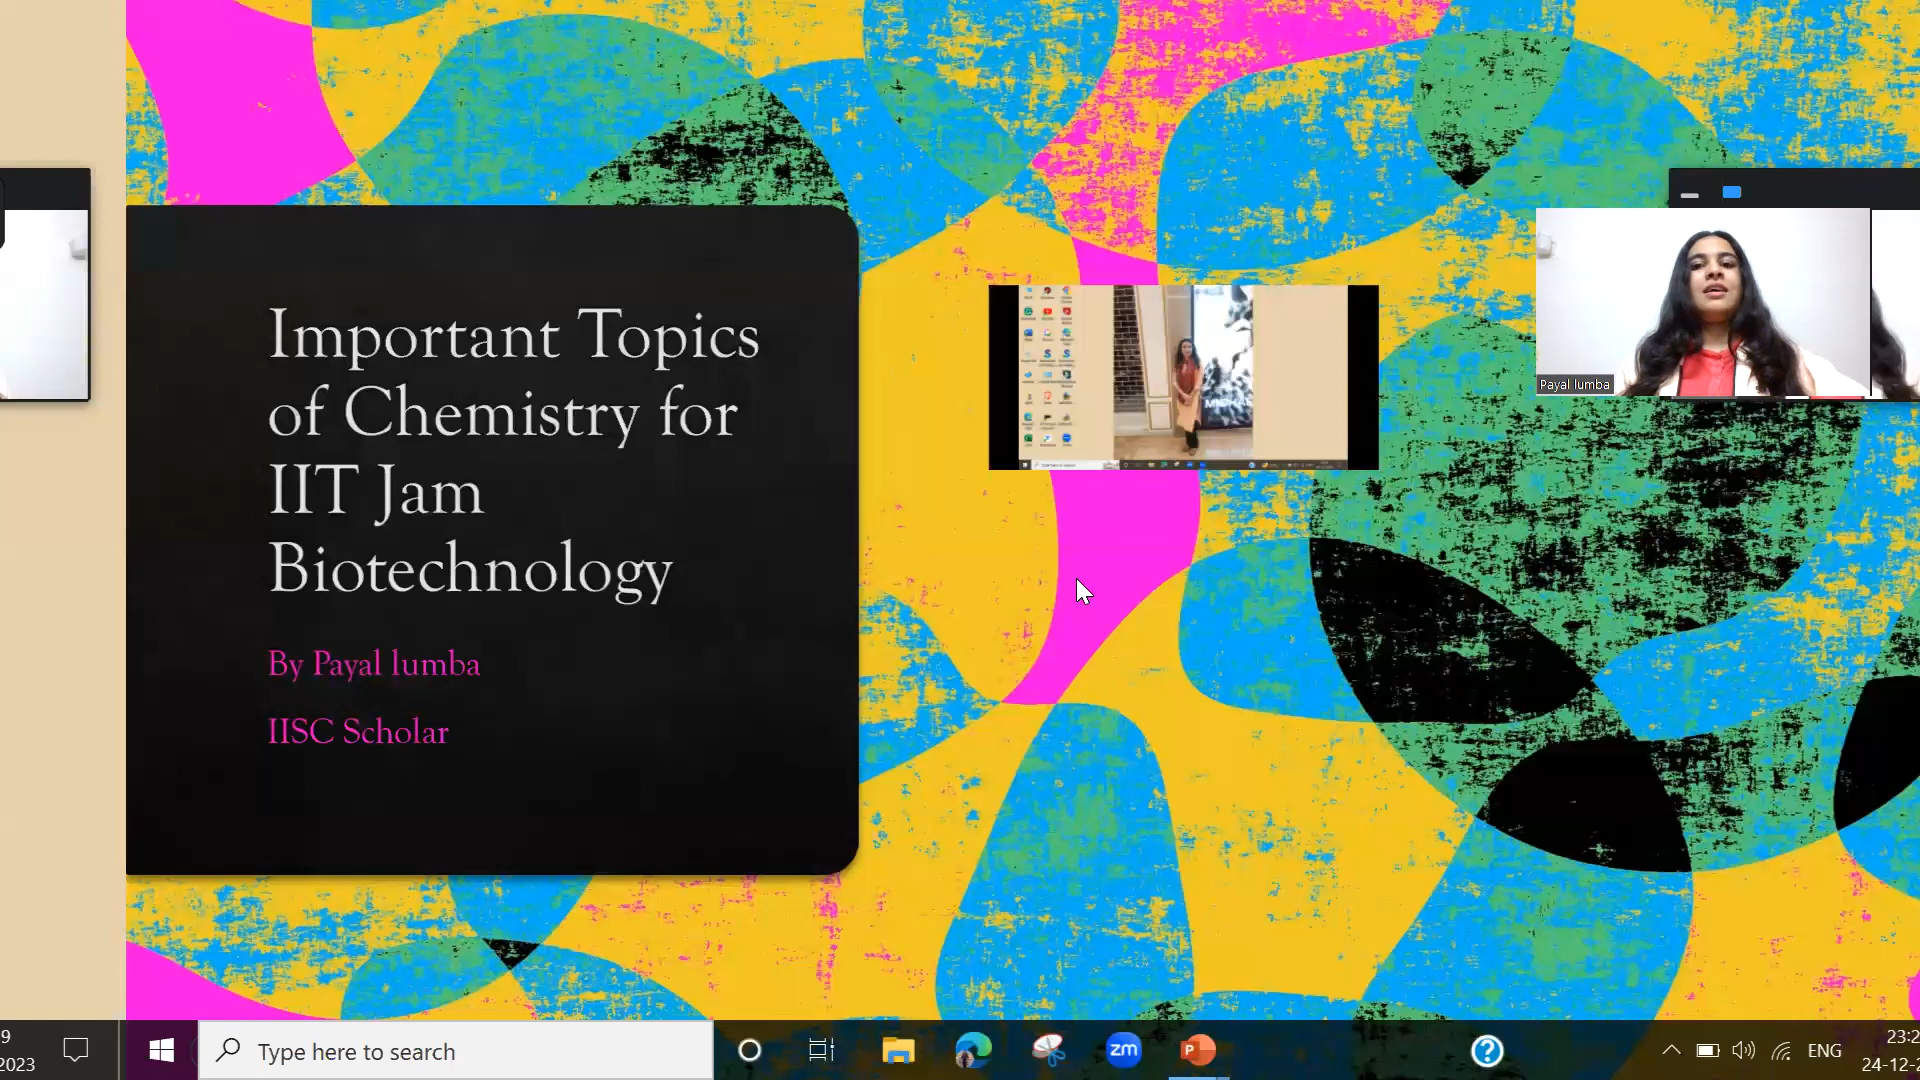 Important Topics
of Chemistry for
IIT Jam
Biotechnology
By Payal lumba
IISC Scholar
Payal lumba
9
2023
Type here to search
zm
P
?
ENG
23:2
24-12-2